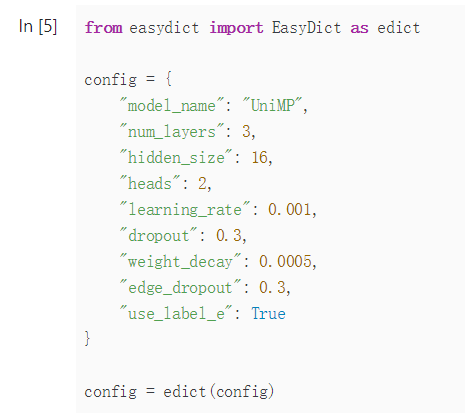 In [5]
from easydict import EasyDict as edict
config = {
    "model_name": "UniMP",
    "num_layers": 3,
    "hidden_size": 16,
    "heads": 2,
    "learning_rate": 0.001,
    "dropout": 0.3,
    "weight_decay": 0.0005,
    "edge_dropout": 0.3,
    "use_label_e": True
}
config = edict(config)